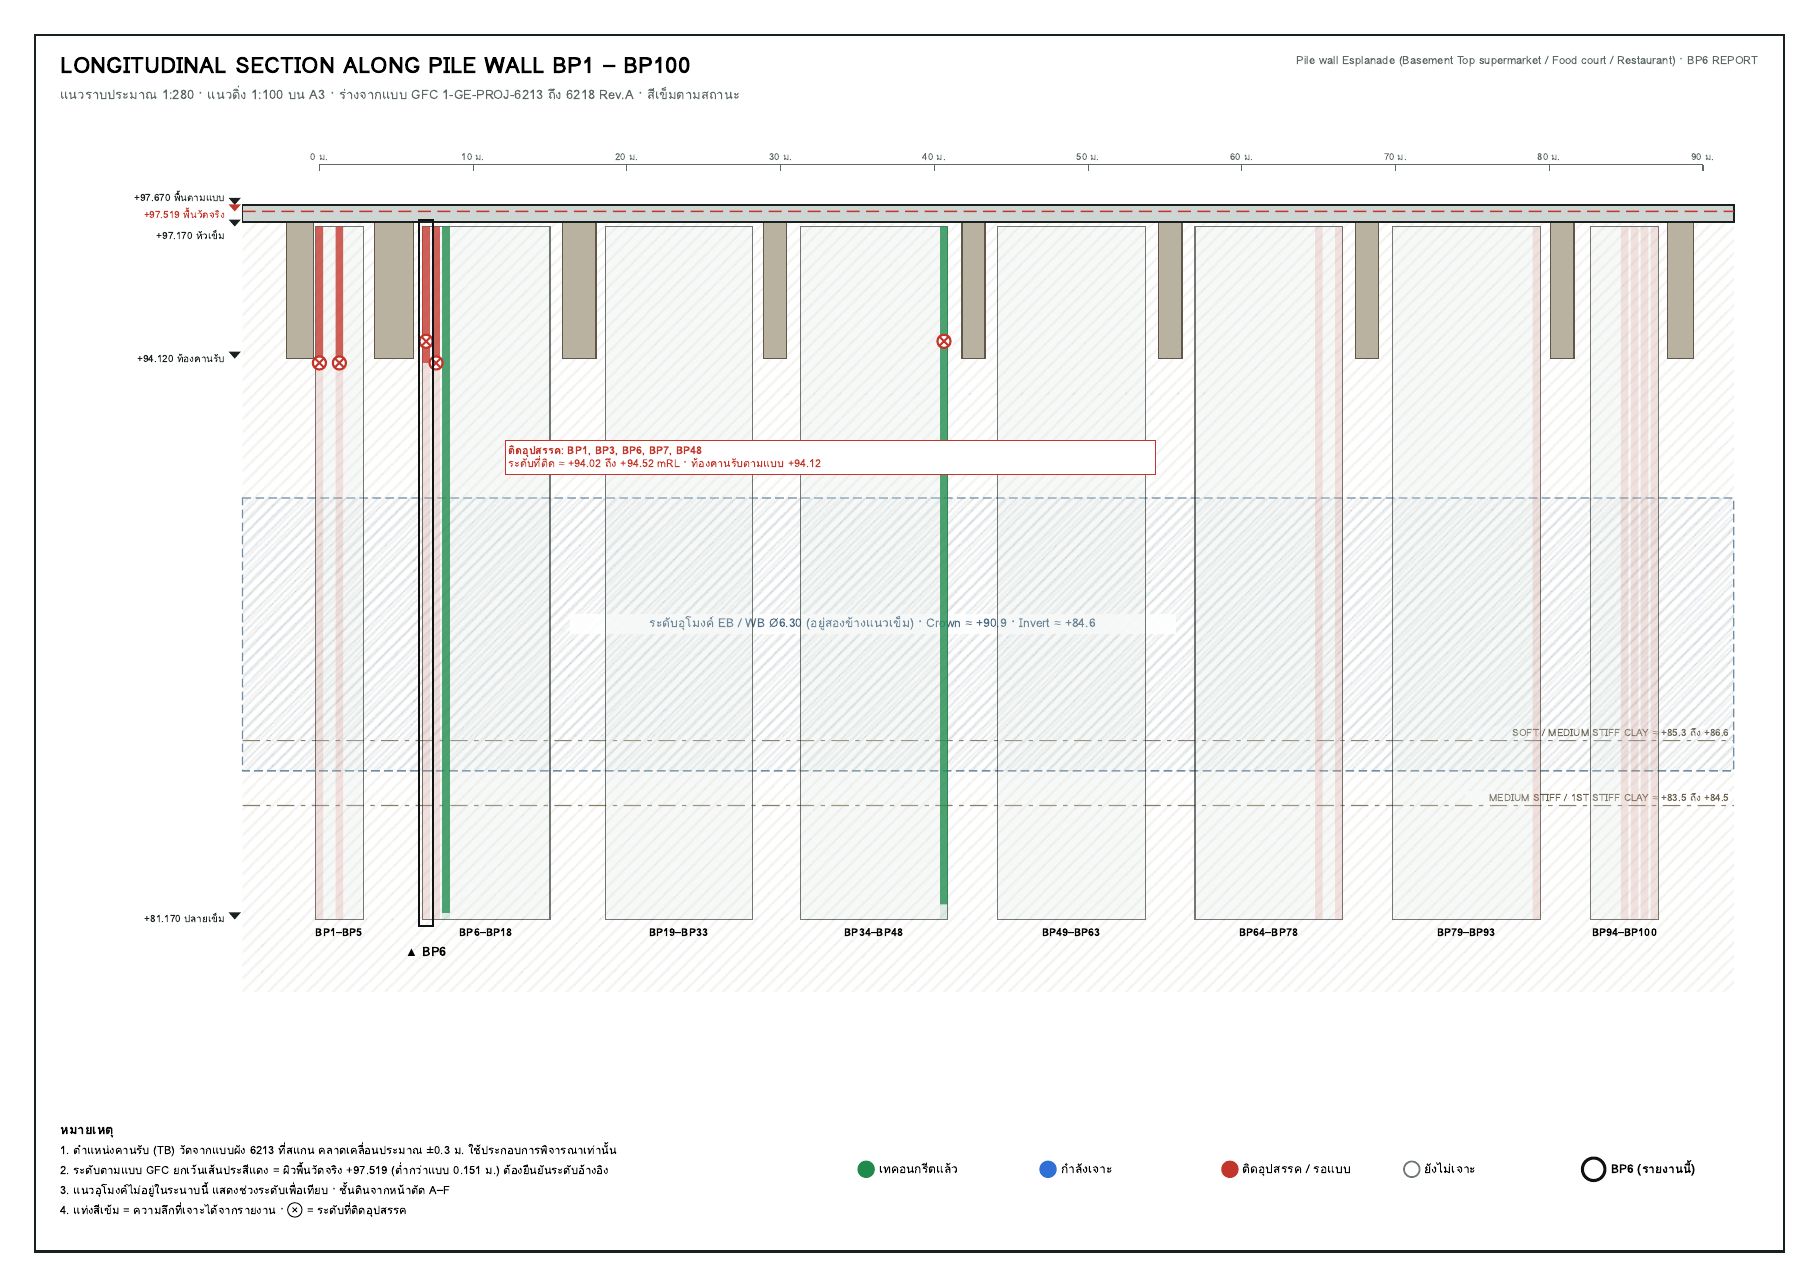 LONGITUDINAL SECTION ALONG PILE WALL BP1 – BP100
Pile wall Esplanade (Basement Top supermarket / Food court / Restaurant) · BP6 REPORT
แนวราบประมาณ 1:280 · แนวดิ่ง 1:100 บน A3 · ร่างจากแบบ GFC 1-GE-PROJ-6213 ถึง 6218 Rev.A · สีเข็มตามสถานะ
0 ม. 10 ม. 20 ม. 30 ม. 40 ม. 50 ม. 60 ม. 70 ม. 80 ม. 90 ม.
+97.670 พื้นตามแบบ
+97.519 พื้นวัดจริง
+97.170 หัวเข็ม
+94.120 ท้องคานรับ
ติดอุปสรรค: BP1, BP3, BP6, BP7, BP48
ระดับที่ติด ≈ +94.02 ถึง +94.52 mRL · ท้องคานรับตามแบบ +94.12
ระดับอุโมงค์ EB / WB Ø6.30 (อยู่สองข้างแนวเข็ม) · Crown ≈ +90.9 · Invert ≈ +84.6
SOFT / MEDIUM STIFF CLAY ≈ +85.3 ถึง +86.6
MEDIUM STIFF / 1ST STIFF CLAY ≈ +83.5 ถึง +84.5
+81.170 ปลายเข็ม
BP1–BP5 BP6–BP18 BP19–BP33 BP34–BP48 BP49–BP63 BP64–BP78 BP79–BP93 BP94–BP100
▲ BP6
หมายเหตุ
1. ตำแหน่งคานรับ (TB) วัดจากแบบผัง 6213 ที่สแกน คลาดเคลื่อนประมาณ ±0.3 ม. ใช้ประกอบการพิจารณาเท่านั้น
2. ระดับตามแบบ GFC ยกเว้นเส้นประสีแดง = ผิวพื้นวัดจริง +97.519 (ต่ำกว่าแบบ 0.151 ม.) ต้องยืนยันระดับอ้างอิง
3. แนวอุโมงค์ไม่อยู่ในระนาบนี้ แสดงช่วงระดับเพื่อเทียบ · ชั้นดินจากหน้าตัด A–F
4. แท่งสีเข้ม = ความลึกที่เจาะได้จากรายงาน · ⊗ = ระดับที่ติดอุปสรรค
เทคอนกรีตแล้ว กำลังเจาะ ติดอุปสรรค / รอแบบ ยังไม่เจาะ BP6 (รายงานนี้)